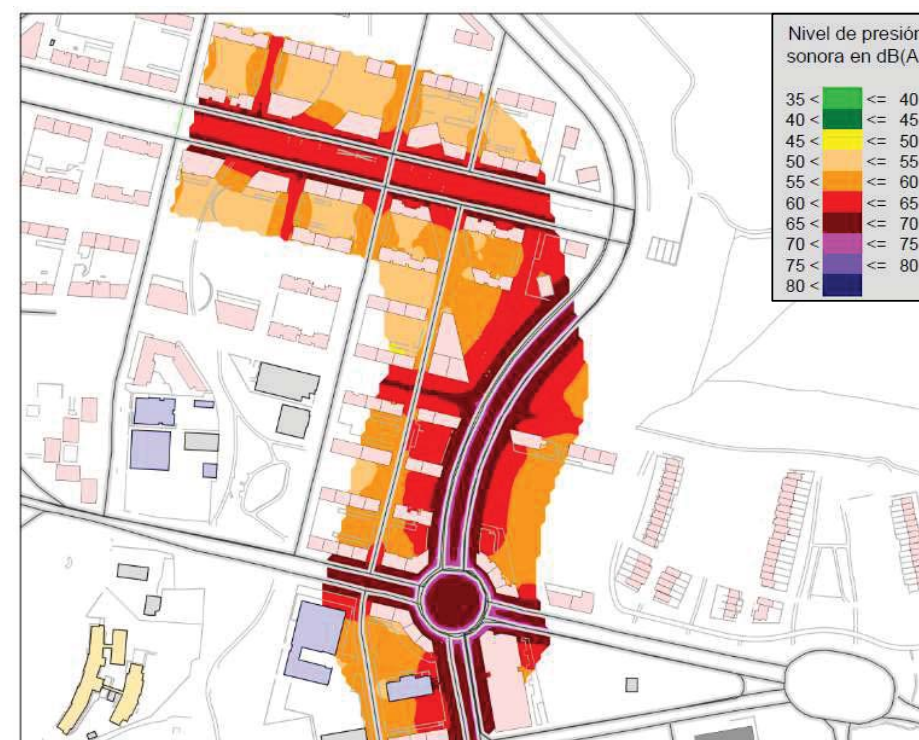 Nivel de presión
sonora en dB(A
35 < <= 40
40 < <= 45
45 < <= 50
50 < <= 55
55 < <= 60
60 < <= 65
65 < <= 70
70 < <= 75
75 < <= 80
80 <